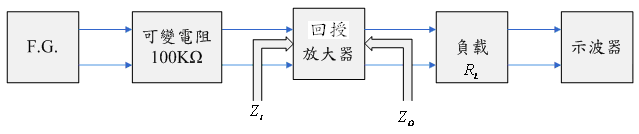 F.G.
可變電阻
100KΩ
回授
放大器
負載
R_L
示波器
Z_i
Z_o